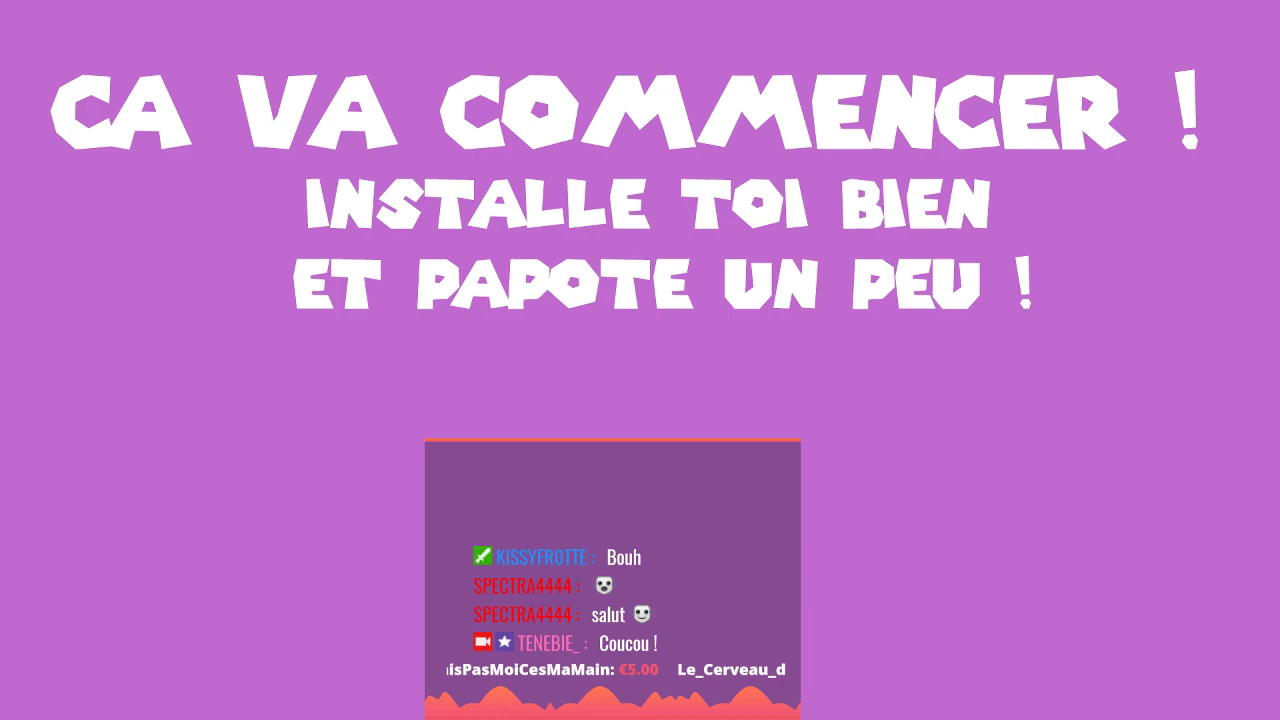 CA VA COMMENCER !
INSTALLE TOI BIEN
ET PAPOTE UN PEU !
KISSYFROTTE : Bouh
SPECTRA4444 :
SPECTRA4444 : salut
TENEBIE_ : Coucou !
isPasMoiCesMaMain: €5.00 Le_Cerveau_d